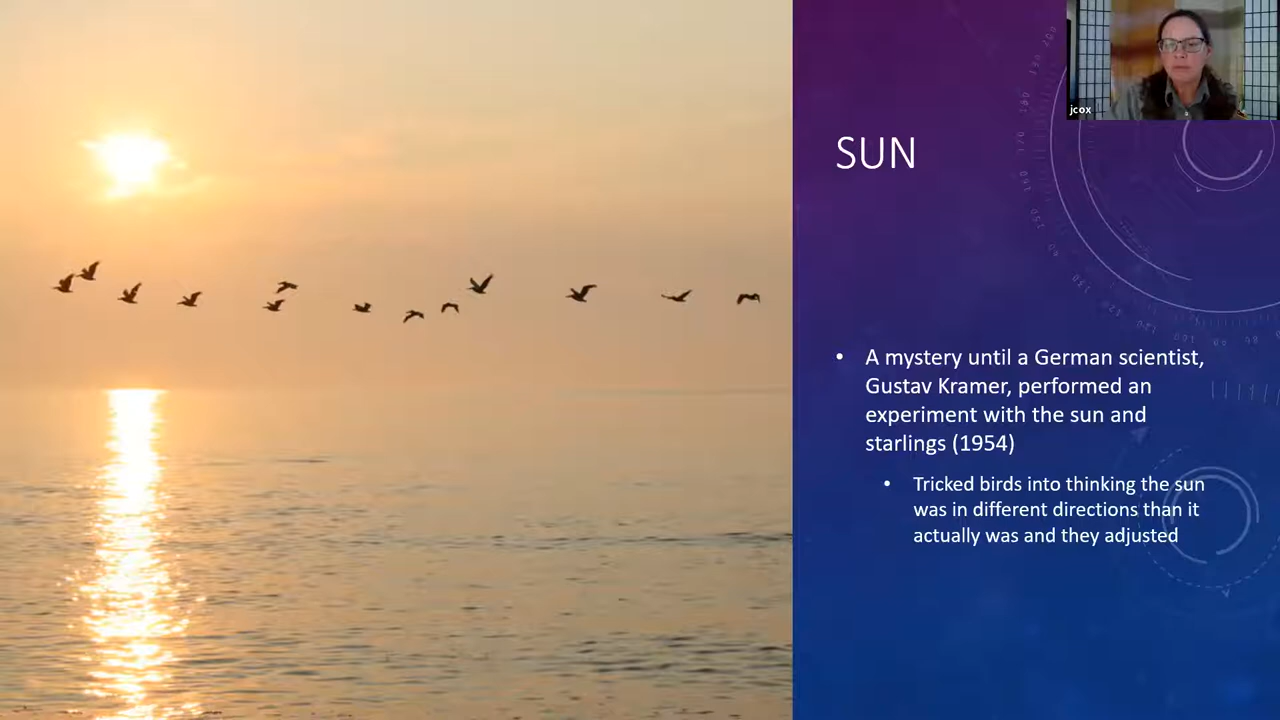 jcox
SUN
• A mystery until a German scientist,
Gustav Kramer, performed an
experiment with the sun and
starlings (1954)
• Tricked birds into thinking the sun
was in different directions than it
actually was and they adjusted